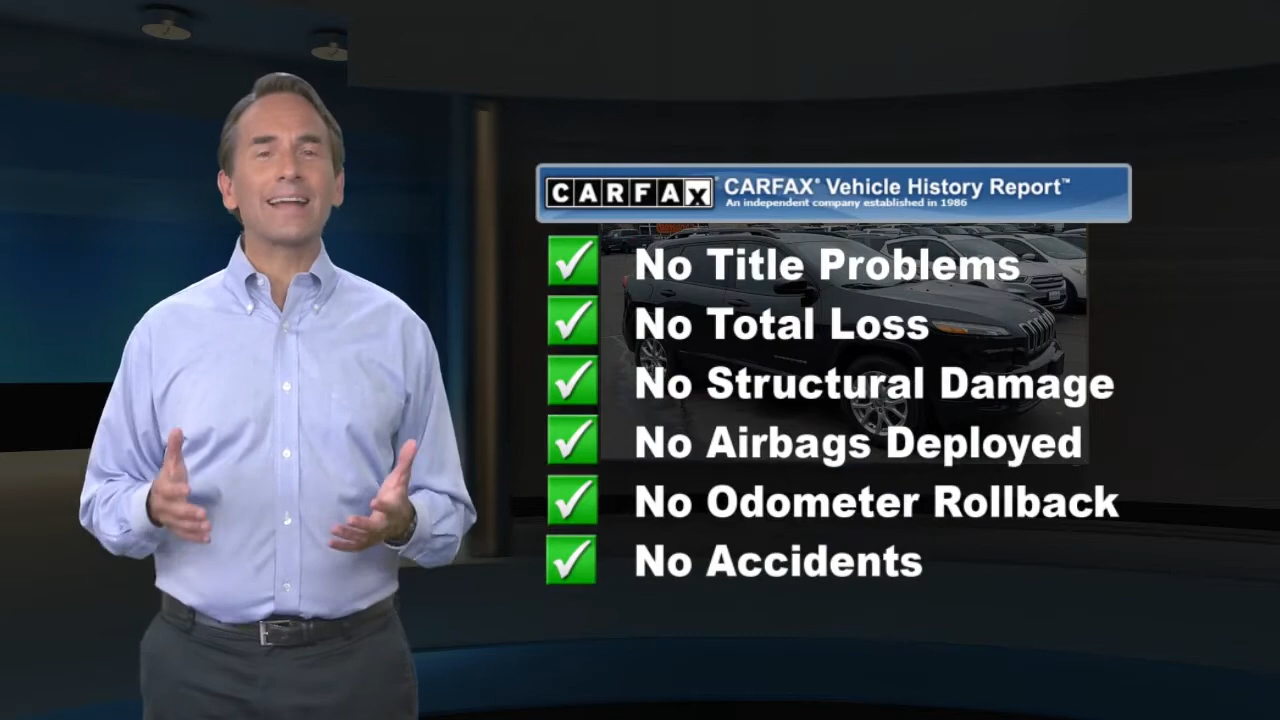 CARFAX® CARFAX® Vehicle History Report™
An independent company established in 1986
No Title Problems
No Total Loss
No Structural Damage
No Airbags Deployed
No Odometer Rollback
No Accidents